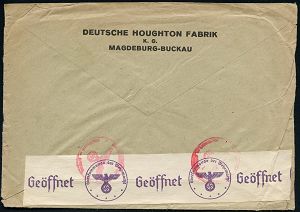 DEUTSCHE HOUGHTON FABRIK
K. G.
MAGDEBURG-BUCKAU
Geöffnet Geöffnet Geöffnet